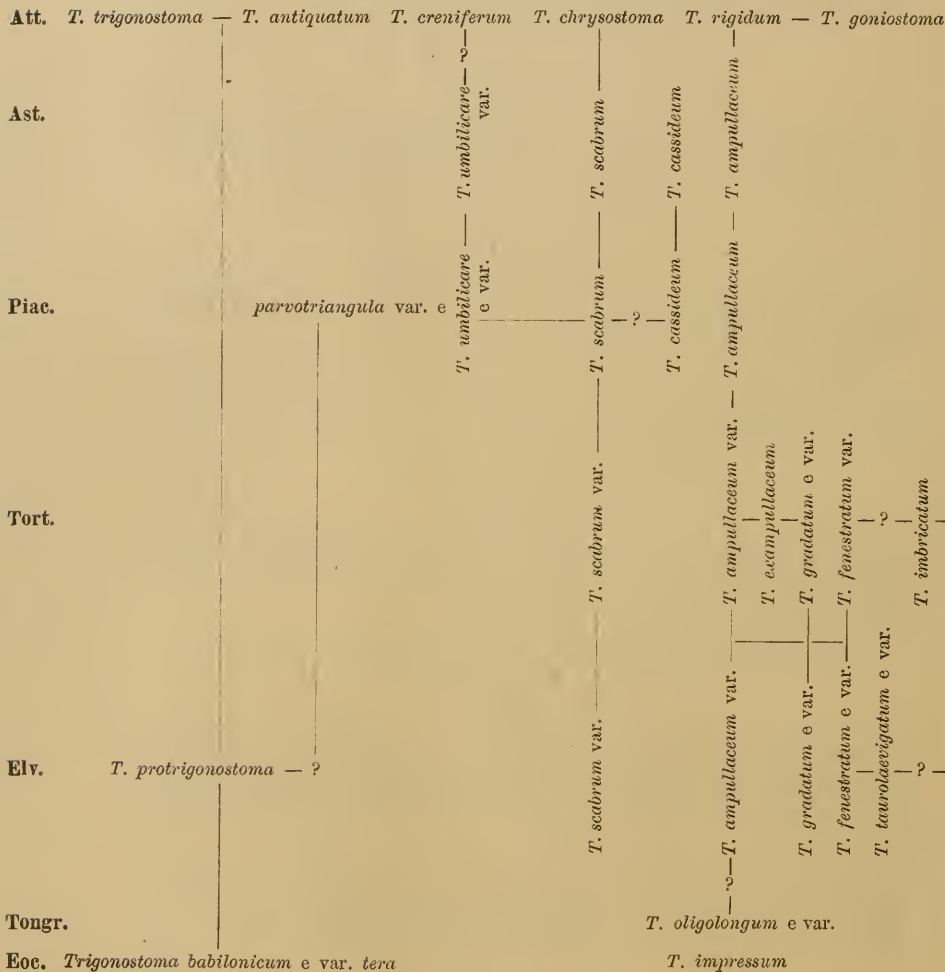 Att. T. trigonostoma — T. antiquatum T. creniferum T. chrysostoma T. rigidum — T. goniostoma
?
Ast.
T. umbilicare
var.
T. scabrum
T. cassideum
T. ampullaceum
Piac. parvotriangula var. e
T. umbilicare
e var.
T. scabrum
— ? —
T. cassideum
T. ampullaceum
Tort.
T. scabrum var.
T. ampullaceum var.
T. exampullaceum
T. gradatum e var.
T. fenestratum var.
— ? —
T. imbricatum
Elv. T. protrigonostoma — ?
T. scabrum var.
T. ampullaceum var.
T. gradatum e var.
T. fenestratum e var.
T. taurolaevigatum e var.
— ? —
?
Tongr. T. oligolongum e var.
Eoc. Trigonostoma babilonicum e var. tera T. impressum